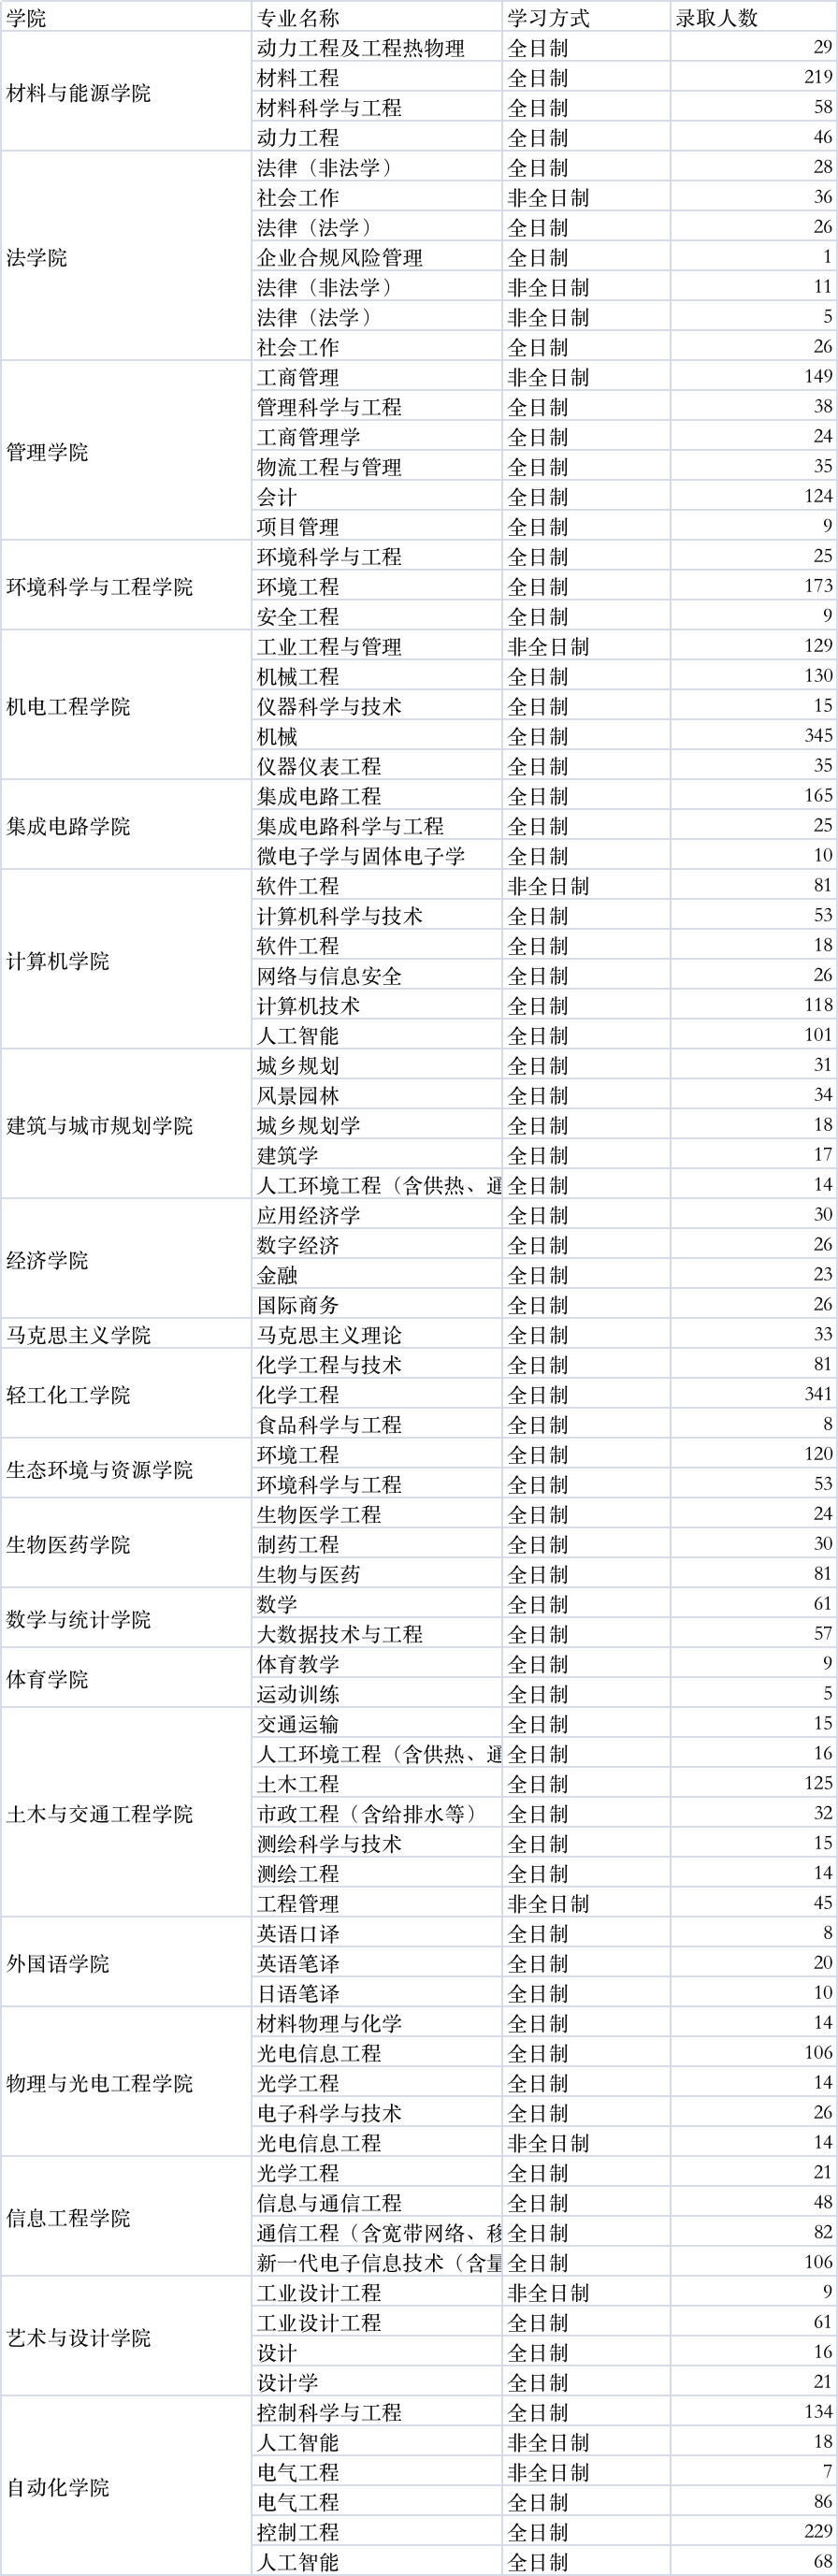 学院 专业名称 学习方式 录取人数
材料与能源学院 动力工程及工程热物理 全日制 29
材料工程 全日制 219
材料科学与工程 全日制 58
动力工程 全日制 46
法学院 法律（非法学） 全日制 28
社会工作 非全日制 36
法律（法学） 全日制 26
企业合规风险管理 全日制 1
法律（非法学） 非全日制 11
法律（法学） 非全日制 5
社会工作 全日制 26
管理学院 工商管理 非全日制 149
管理科学与工程 全日制 38
工商管理学 全日制 24
物流工程与管理 全日制 35
会计 全日制 124
项目管理 全日制 9
环境科学与工程学院 环境科学与工程 全日制 25
环境工程 全日制 173
安全工程 全日制 9
机电工程学院 工业工程与管理 非全日制 129
机械工程 全日制 130
仪器科学与技术 全日制 15
机械 全日制 345
仪器仪表工程 全日制 35
集成电路学院 集成电路工程 全日制 165
集成电路科学与工程 全日制 25
微电子学与固体电子学 全日制 10
计算机学院 软件工程 非全日制 81
计算机科学与技术 全日制 53
软件工程 全日制 18
网络与信息安全 全日制 26
计算机技术 全日制 118
人工智能 全日制 101
建筑与城市规划学院 城乡规划 全日制 31
风景园林 全日制 34
城乡规划学 全日制 18
建筑学 全日制 17
人工环境工程（含供热、通 全日制 14
经济学院 应用经济学 全日制 30
数字经济 全日制 26
金融 全日制 23
国际商务 全日制 26
马克思主义学院 马克思主义理论 全日制 33
轻工化工学院 化学工程与技术 全日制 81
化学工程 全日制 341
食品科学与工程 全日制 8
生态环境与资源学院 环境工程 全日制 120
环境科学与工程 全日制 53
生物医药学院 生物医学工程 全日制 24
制药工程 全日制 30
生物与医药 全日制 81
数学与统计学院 数学 全日制 61
大数据技术与工程 全日制 57
体育学院 体育教学 全日制 9
运动训练 全日制 5
土木与交通工程学院 交通运输 全日制 15
人工环境工程（含供热、通 全日制 16
土木工程 全日制 125
市政工程（含给排水等） 全日制 32
测绘科学与技术 全日制 15
测绘工程 全日制 14
工程管理 非全日制 45
外国语学院 英语口译 全日制 8
英语笔译 全日制 20
日语笔译 全日制 10
物理与光电工程学院 材料物理与化学 全日制 14
光电信息工程 全日制 106
光学工程 全日制 14
电子科学与技术 全日制 26
光电信息工程 非全日制 14
信息工程学院 光学工程 全日制 21
信息与通信工程 全日制 48
通信工程（含宽带网络、移 全日制 82
新一代电子信息技术（含量 全日制 106
艺术与设计学院 工业设计工程 非全日制 9
工业设计工程 全日制 61
设计 全日制 16
设计学 全日制 21
自动化学院 控制科学与工程 全日制 134
人工智能 非全日制 18
电气工程 非全日制 7
电气工程 全日制 86
控制工程 全日制 229
人工智能 全日制 68